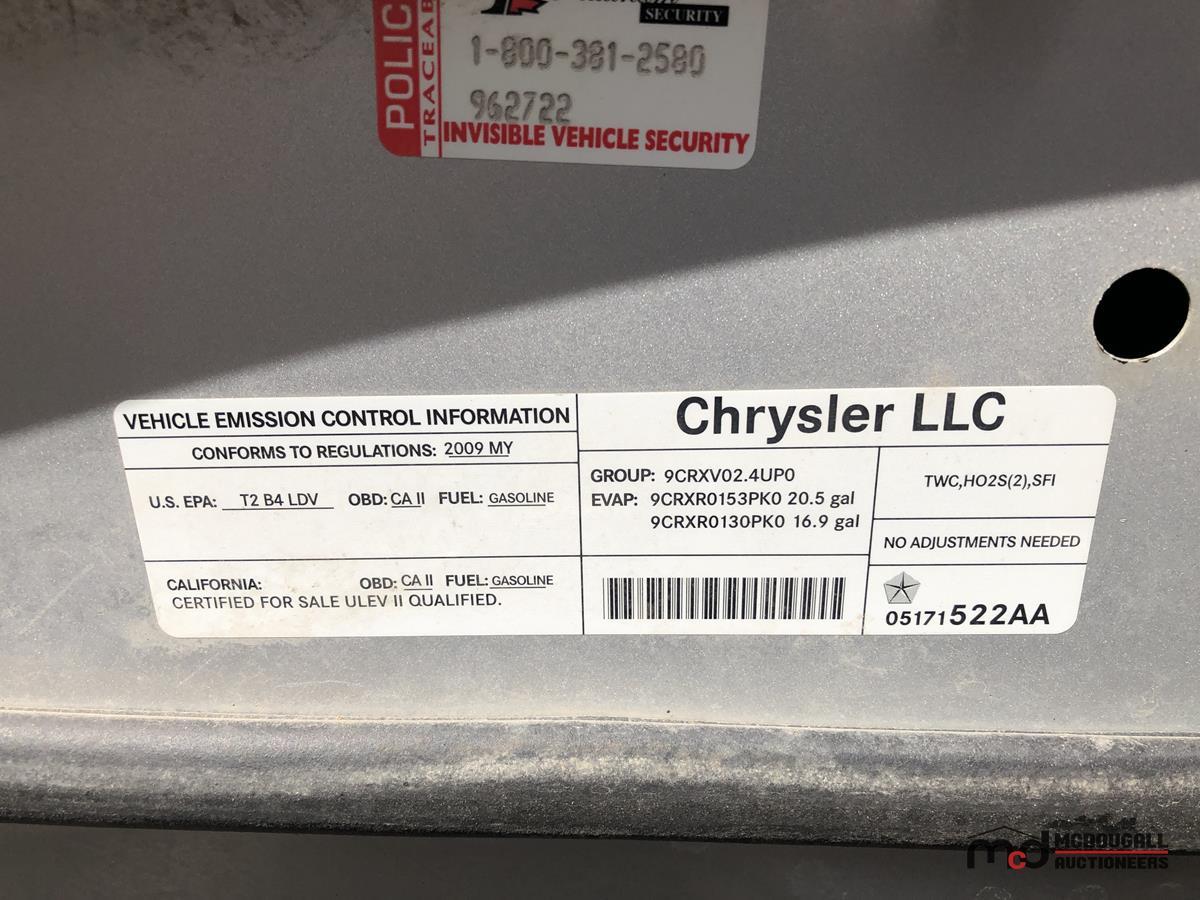 SECURITY
POLIC
TRACEAB
1-800-381-2580
962722
INVISIBLE VEHICLE SECURITY
VEHICLE EMISSION CONTROL INFORMATION
CONFORMS TO REGULATIONS: 2009 MY
U.S. EPA: T2 B4 LDV OBD: CA II FUEL: GASOLINE
CALIFORNIA: OBD: CA II FUEL: GASOLINE
CERTIFIED FOR SALE ULEV II QUALIFIED.
Chrysler LLC
GROUP: 9CRXV02.4UP0
EVAP: 9CRXR0153PK0 20.5 gal
9CRXR0130PK0 16.9 gal
TWC,HO2S(2),SFI
NO ADJUSTMENTS NEEDED
05171522AA
mcd MCDOUGALL
AUCTIONEERS